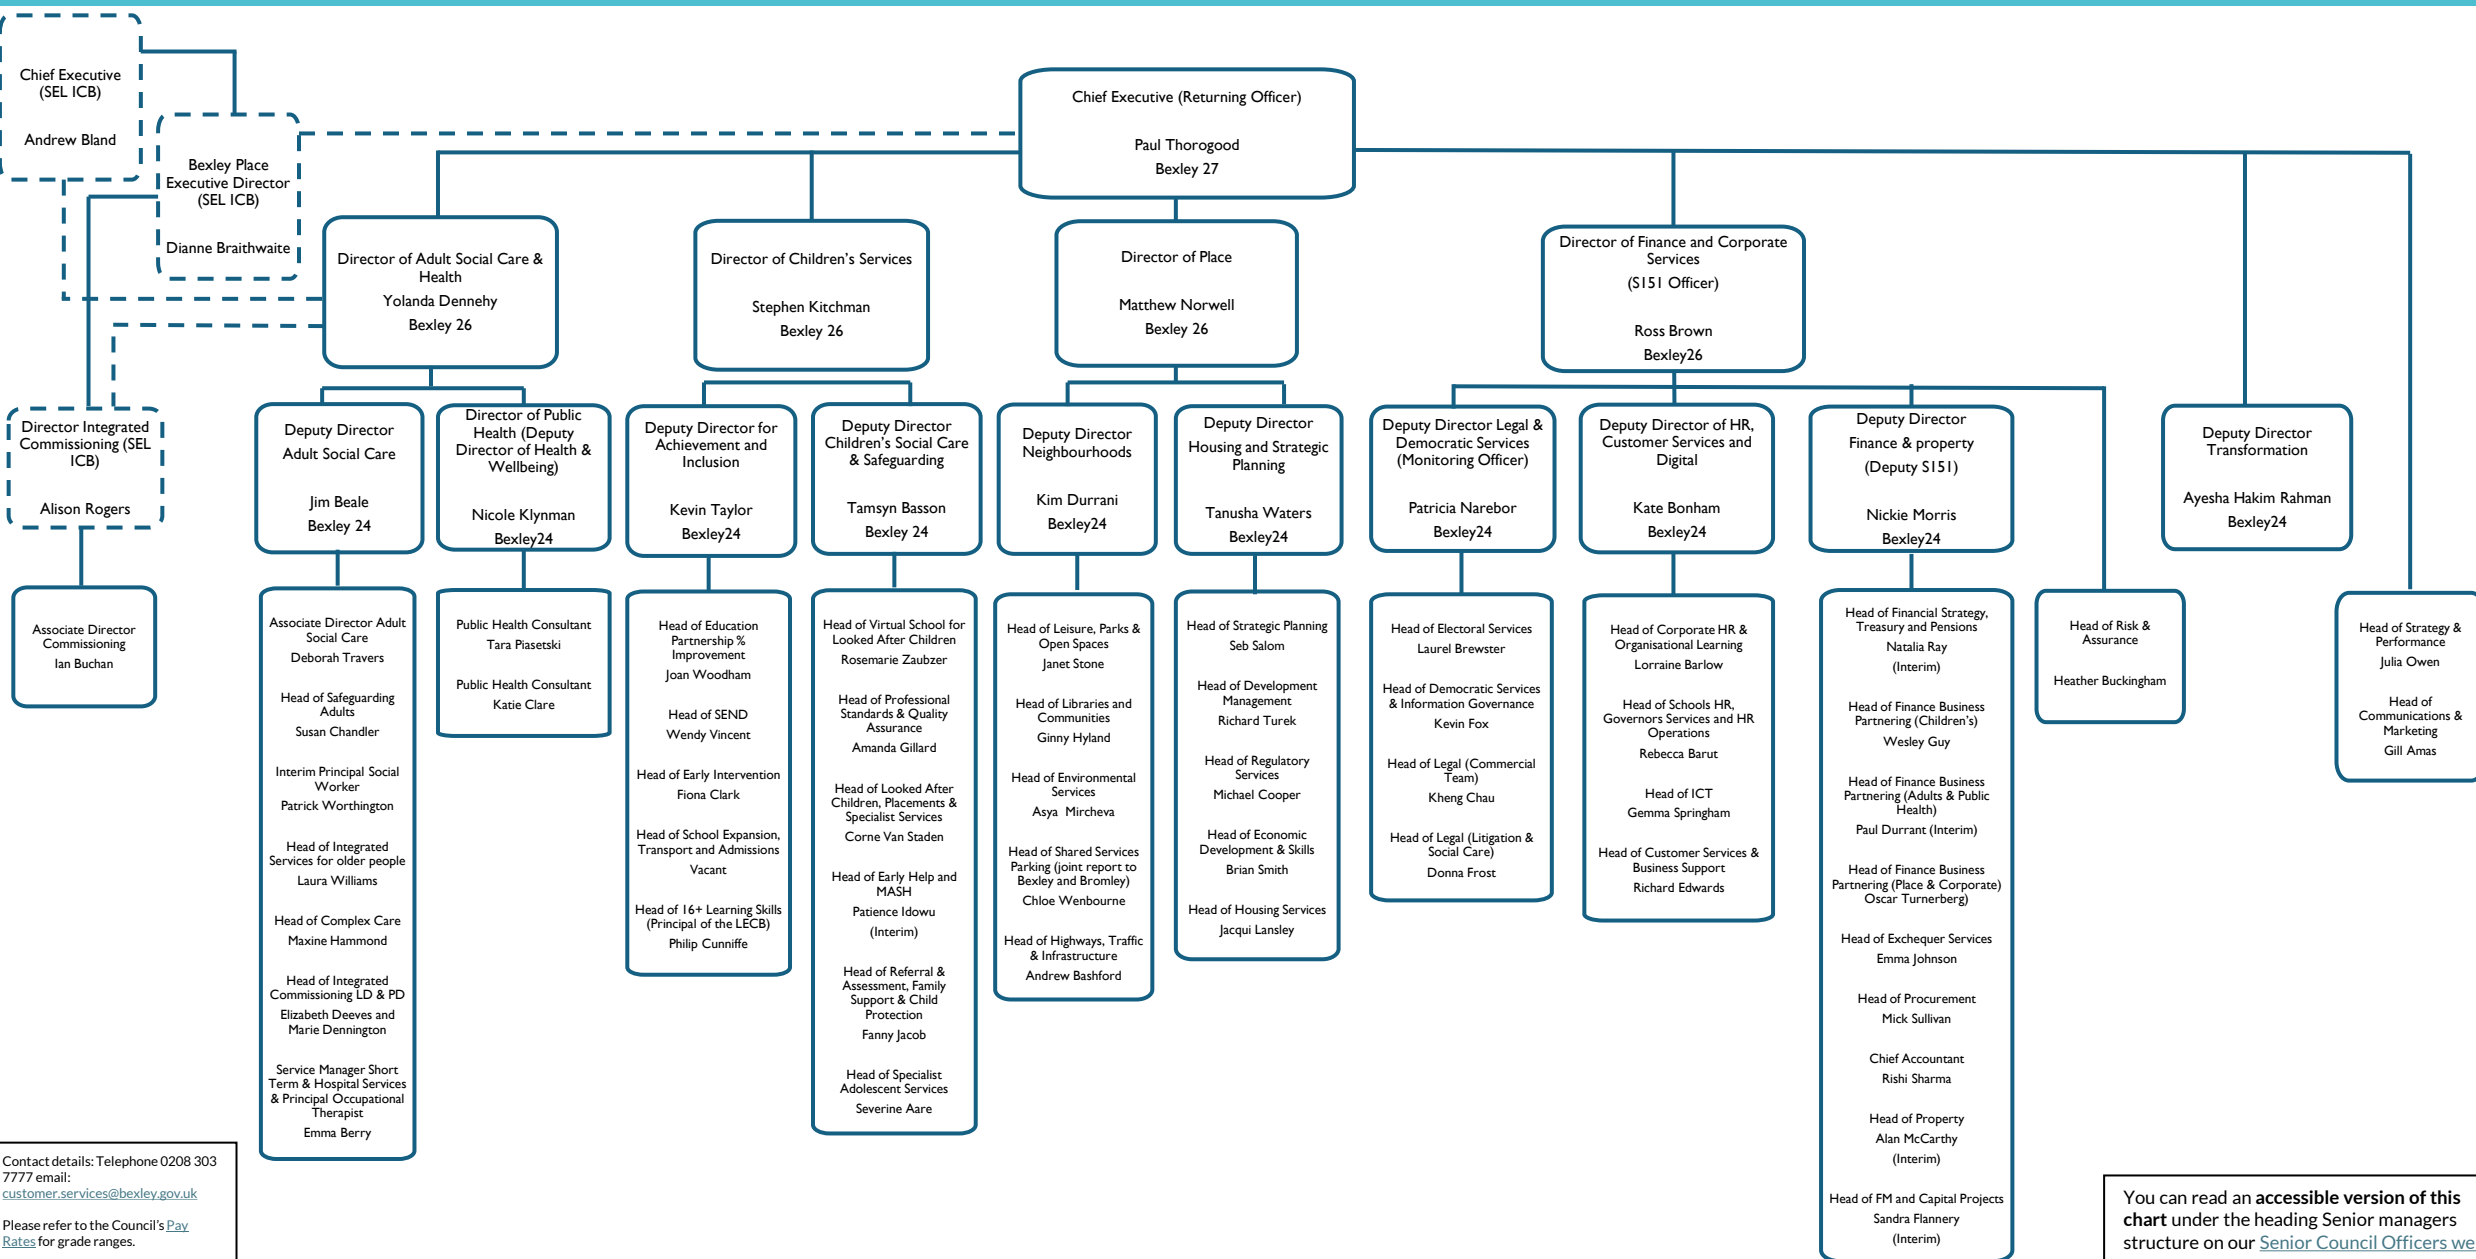 Chief Executive
(SEL ICB)
Andrew Bland
Bexley Place
Executive Director
(SEL ICB)
Dianne Braithwaite
Chief Executive (Returning Officer)
Paul Thorogood
Bexley 27
Director of Adult Social Care &
Health
Yolanda Dennehy
Bexley 26
Director of Children's Services
Stephen Kitchman
Bexley 26
Director of Place
Matthew Norwell
Bexley 26
Director of Finance and Corporate
Services
(S151 Officer)
Ross Brown
Bexley26
Director Integrated
Commissioning (SEL
ICB)
Alison Rogers
Deputy Director
Adult Social Care
Jim Beale
Bexley 24
Director of Public
Health (Deputy
Director of Health &
Wellbeing)
Nicole Klynman
Bexley24
Deputy Director for
Achievement and
Inclusion
Kevin Taylor
Bexley24
Deputy Director
Children's Social Care
& Safeguarding
Tamsyn Basson
Bexley 24
Deputy Director
Neighbourhoods
Kim Durrani
Bexley24
Deputy Director
Housing and Strategic
Planning
Tanusha Waters
Bexley24
Deputy Director Legal &
Democratic Services
(Monitoring Officer)
Patricia Narebor
Bexley24
Deputy Director of HR,
Customer Services and
Digital
Kate Bonham
Bexley24
Deputy Director
Finance & property
(Deputy S151)
Nickie Morris
Bexley24
Deputy Director
Transformation
Ayesha Hakim Rahman
Bexley24
Associate Director
Commissioning
Ian Buchan
Associate Director Adult
Social Care
Deborah Travers
Head of Safeguarding
Adults
Susan Chandler
Interim Principal Social
Worker
Patrick Worthington
Head of Integrated
Services for older people
Laura Williams
Head of Complex Care
Maxine Hammond
Head of Integrated
Commissioning LD & PD
Elizabeth Deeves and
Marie Dennington
Service Manager Short
Term & Hospital Services
& Principal Occupational
Therapist
Emma Berry
Public Health Consultant
Tara Piasetski
Public Health Consultant
Katie Clare
Head of Education
Partnership %
Improvement
Joan Woodham
Head of SEND
Wendy Vincent
Head of Early Intervention
Fiona Clark
Head of School Expansion,
Transport and Admissions
Vacant
Head of 16+ Learning Skills
(Principal of the LECB)
Philip Cunniffe
Head of Virtual School for
Looked After Children
Rosemarie Zaubzer
Head of Professional
Standards & Quality
Assurance
Amanda Gillard
Head of Looked After
Children, Placements &
Specialist Services
Corne Van Staden
Head of Early Help and
MASH
Patience Idowu
(Interim)
Head of Referral &
Assessment, Family
Support & Child
Protection
Fanny Jacob
Head of Specialist
Adolescent Services
Severine Aare
Head of Leisure, Parks &
Open Spaces
Janet Stone
Head of Libraries and
Communities
Ginny Hyland
Head of Environmental
Services
Asya Mircheva
Head of Shared Services
Parking (joint report to
Bexley and Bromley)
Chloe Wenbourne
Head of Highways, Traffic
& Infrastructure
Andrew Bashford
Head of Strategic Planning
Seb Salom
Head of Development
Management
Richard Turek
Head of Regulatory
Services
Michael Cooper
Head of Economic
Development & Skills
Brian Smith
Head of Housing Services
Jacqui Lansley
Head of Electoral Services
Laurel Brewster
Head of Democratic Services
& Information Governance
Kevin Fox
Head of Legal (Commercial
Team)
Kheng Chau
Head of Legal (Litigation &
Social Care)
Donna Frost
Head of Corporate HR &
Organisational Learning
Lorraine Barlow
Head of Schools HR,
Governors Services and HR
Operations
Rebecca Barut
Head of ICT
Gemma Springham
Head of Customer Services &
Business Support
Richard Edwards
Head of Financial Strategy,
Treasury and Pensions
Natalia Ray
(Interim)
Head of Finance Business
Partnering (Children's)
Wesley Guy
Head of Finance Business
Partnering (Adults & Public
Health)
Paul Durrant (Interim)
Head of Finance Business
Partnering (Place & Corporate)
Oscar Turnerberg)
Head of Exchequer Services
Emma Johnson
Head of Procurement
Mick Sullivan
Chief Accountant
Rishi Sharma
Head of Property
Alan McCarthy
(Interim)
Head of FM and Capital Projects
Sandra Flannery
(Interim)
Head of Risk &
Assurance
Heather Buckingham
Head of Strategy &
Performance
Julia Owen
Head of
Communications &
Marketing
Gill Amas
Contact details: Telephone 0208 303
7777 email:
customer.services@bexley.gov.uk
Please refer to the Council's Pay
Rates for grade ranges.
You can read an accessible version of this
chart under the heading Senior managers
structure on our Senior Council Officers we